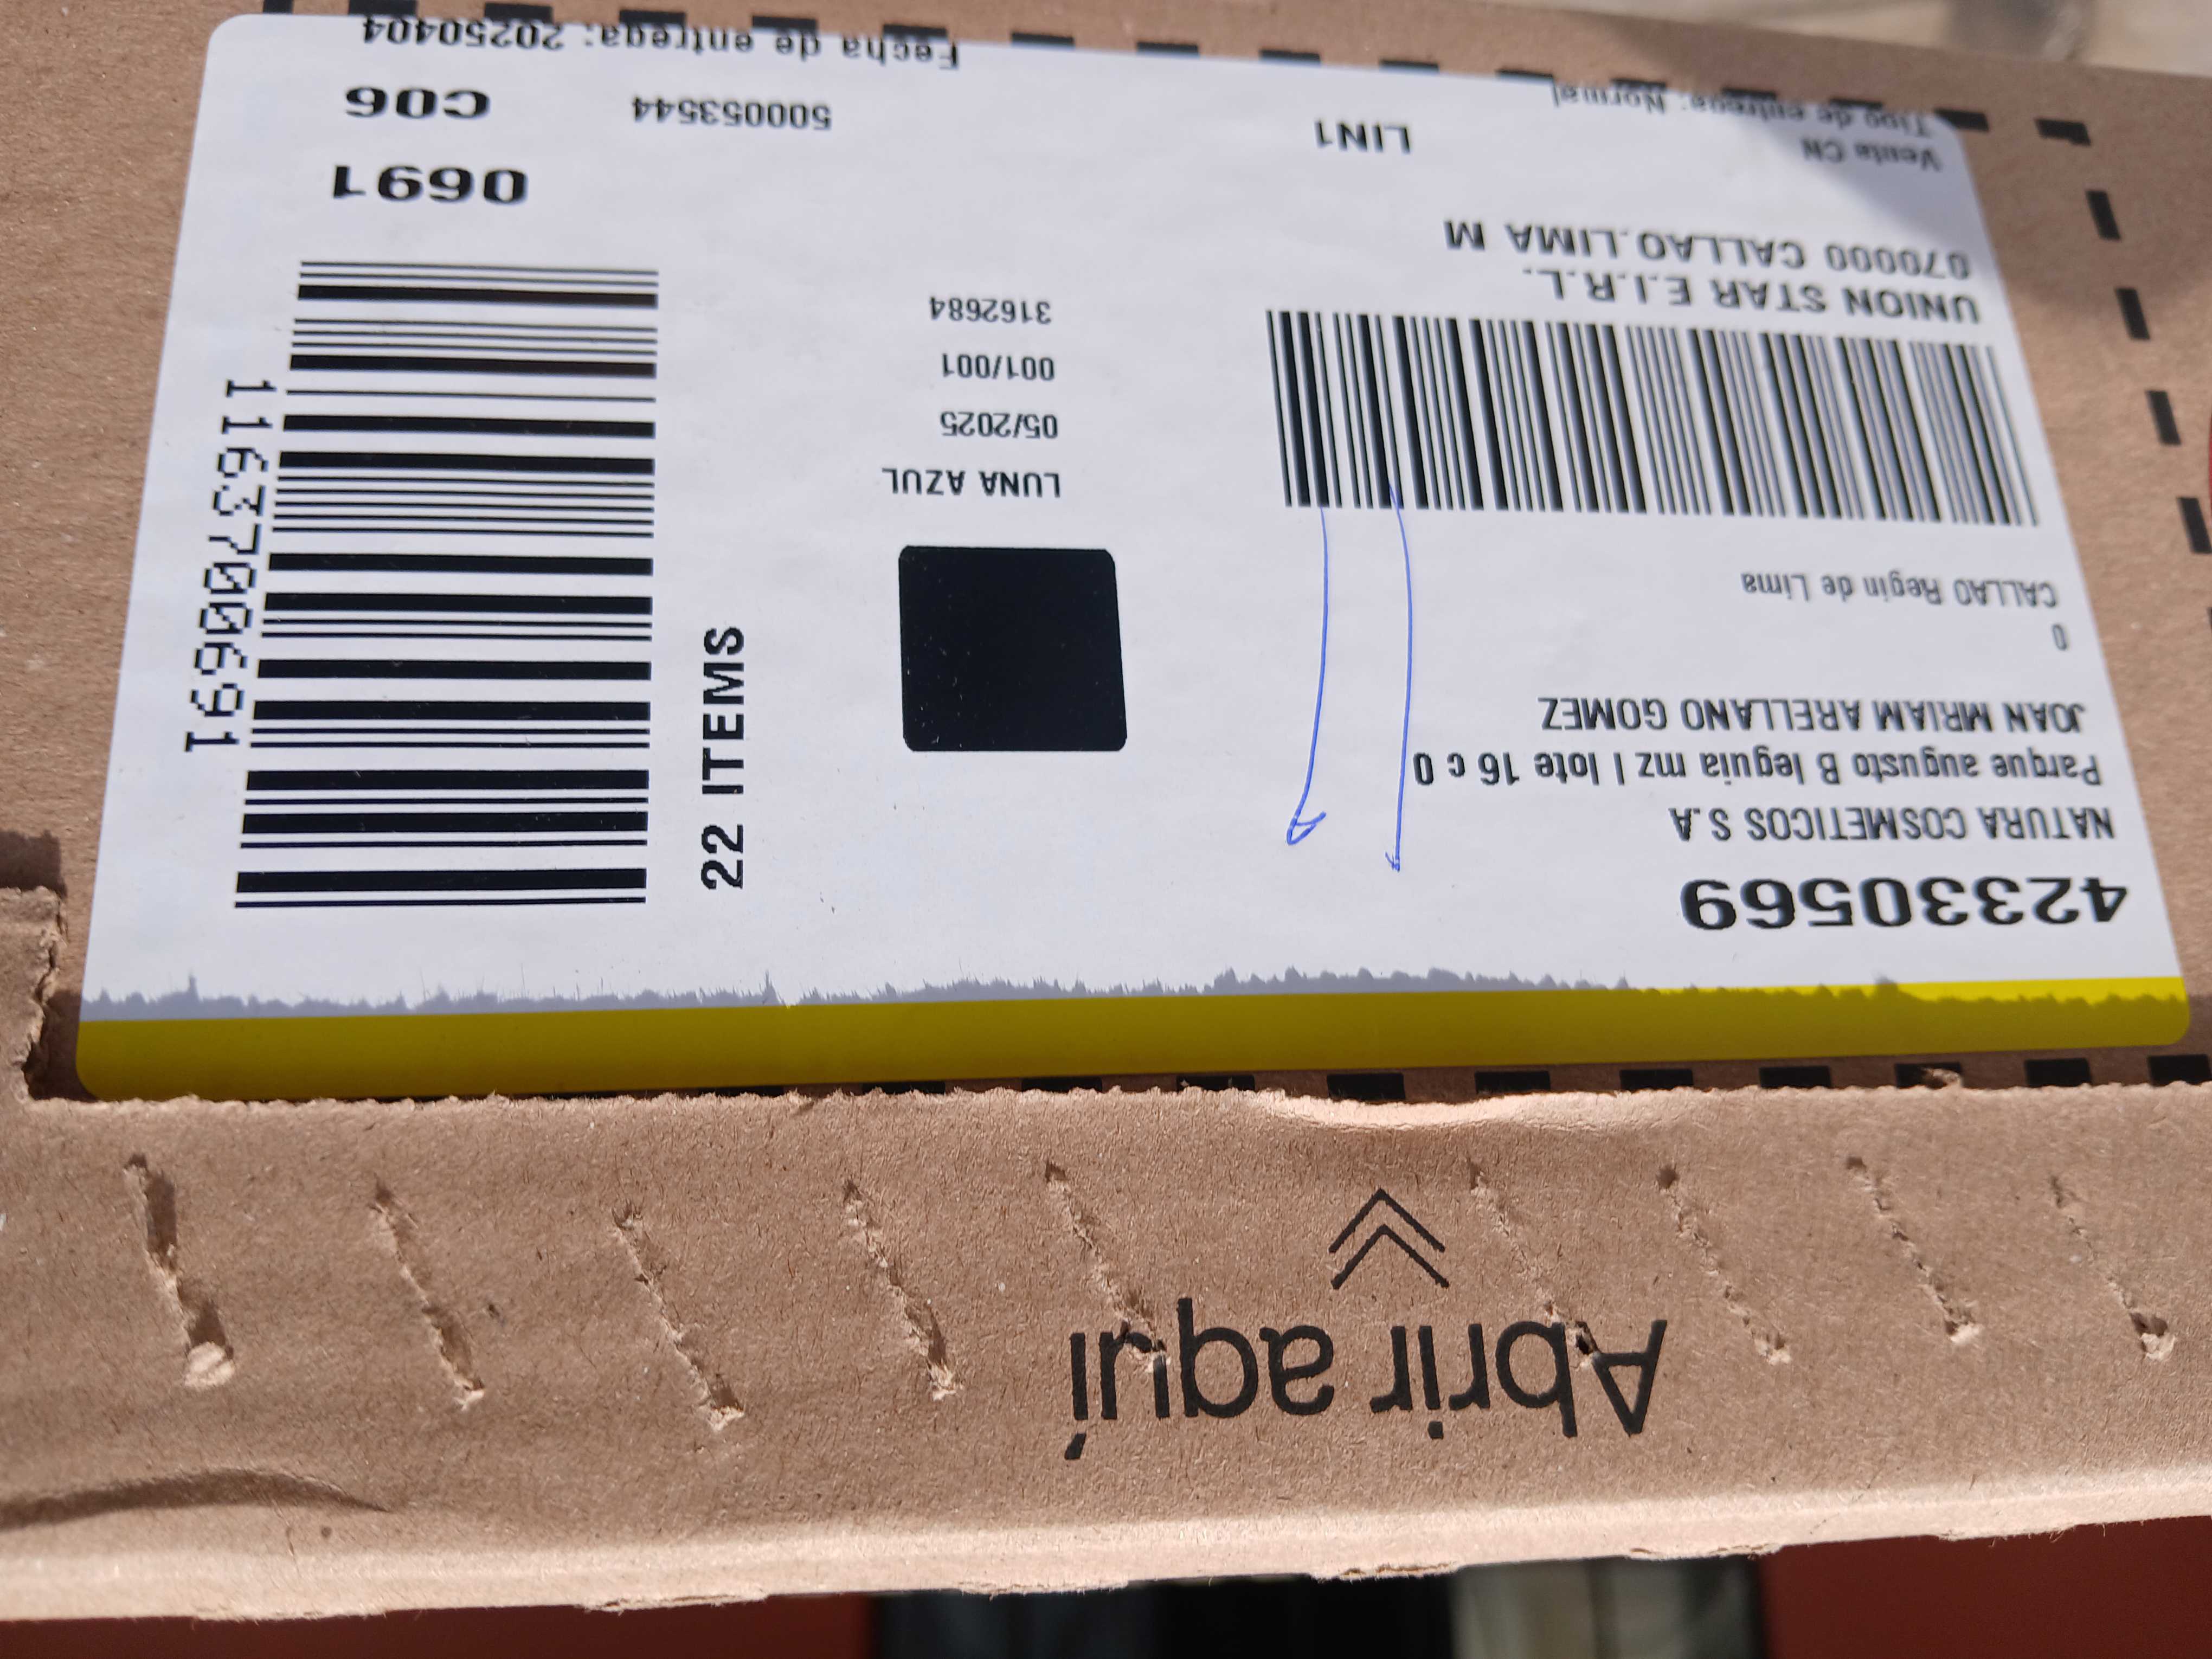 Abrir aquí
42330569
NATURA COSMETICOS S.A
Parque augusto B leguia mz I lote 16 c 0
JOAN MRIAM ARELLANO GOMEZ
0
CALLAO Regin de Lima
UNION STAR E.I.R.L.
070000 CALLAO.LIMA M
Venta CN
Tipo de entrega: Normal
LIN1
LUNA AZUL
05/2025
001/001
3162684
22 ITEMS
11637000691
0691
500053544
C06
Fecha de entrega: 20250404